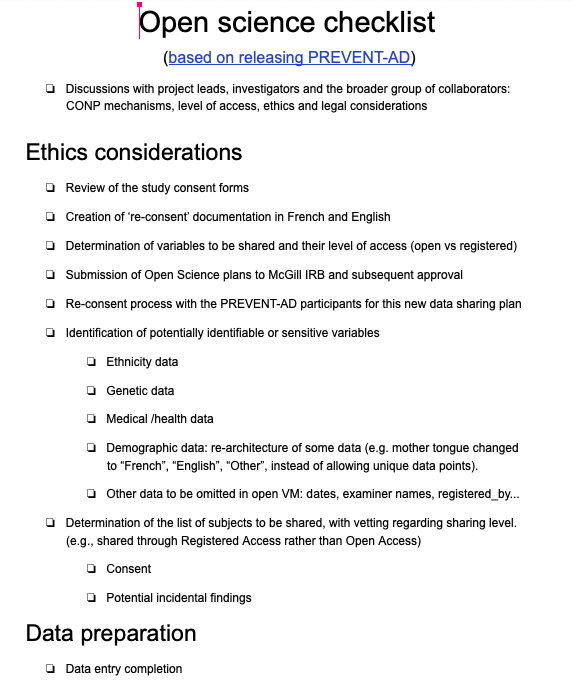 Open science checklist
(based on releasing PREVENT-AD)
❏ Discussions with project leads, investigators and the broader group of collaborators:
CONP mechanisms, level of access, ethics and legal considerations
Ethics considerations
❏ Review of the study consent forms
❏ Creation of ‘re-consent’ documentation in French and English
❏ Determination of variables to be shared and their level of access (open vs registered)
❏ Submission of Open Science plans to McGill IRB and subsequent approval
❏ Re-consent process with the PREVENT-AD participants for this new data sharing plan
❏ Identification of potentially identifiable or sensitive variables
❏ Ethnicity data
❏ Genetic data
❏ Medical /health data
❏ Demographic data: re-architecture of some data (e.g. mother tongue changed
to “French”, “English”, “Other”, instead of allowing unique data points).
❏ Other data to be omitted in open VM: dates, examiner names, registered_by...
❏ Determination of the list of subjects to be shared, with vetting regarding sharing level.
(e.g., shared through Registered Access rather than Open Access)
❏ Consent
❏ Potential incidental findings
Data preparation
❏ Data entry completion